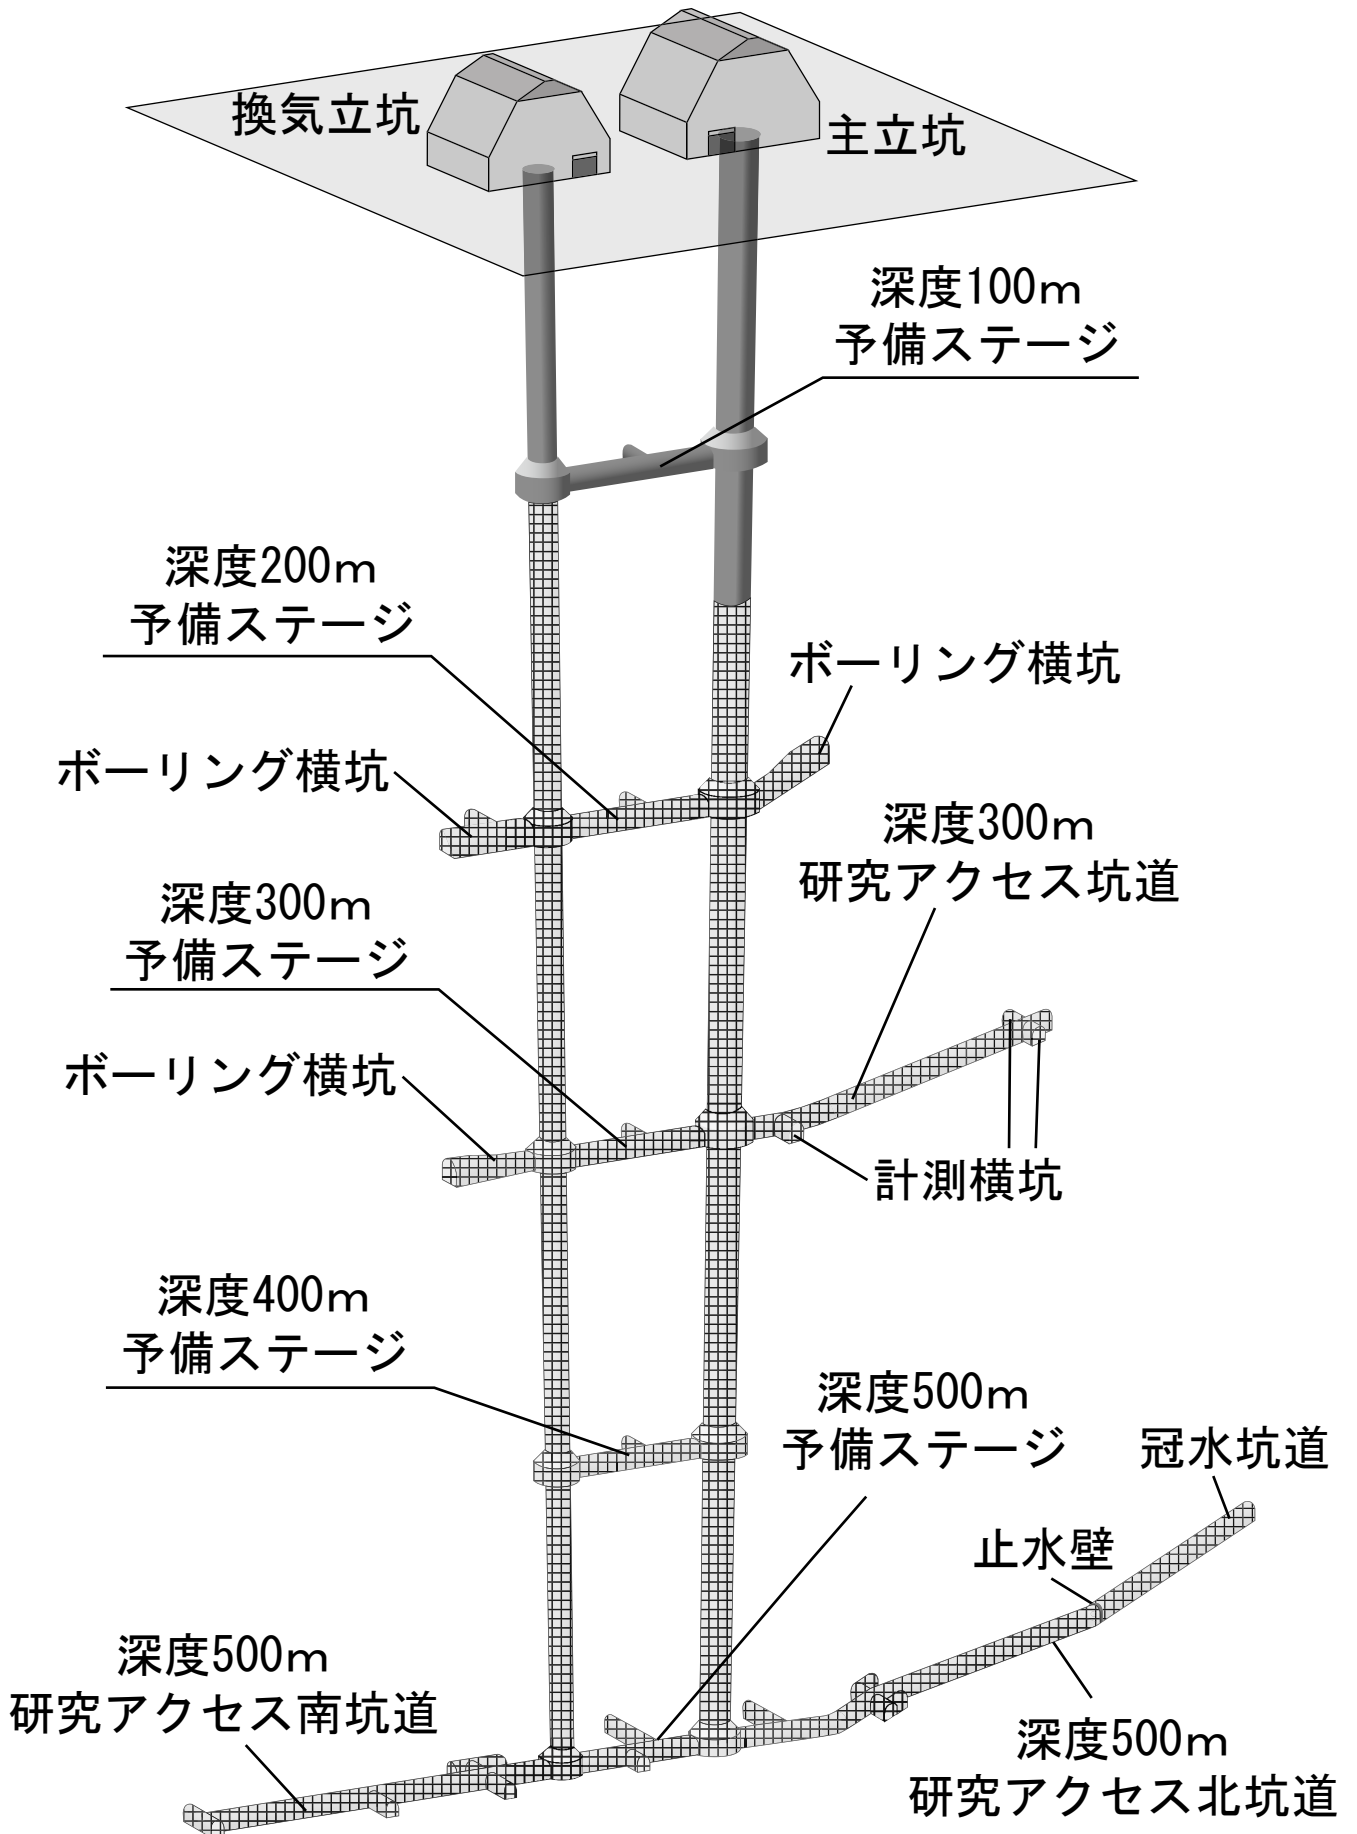 換気立坑
主立坑
深度100m
予備ステージ
深度200m
予備ステージ
ボーリング横坑
ボーリング横坑
深度300m
研究アクセス坑道
深度300m
予備ステージ
ボーリング横坑
計測横坑
深度400m
予備ステージ
深度500m
予備ステージ
冠水坑道
止水壁
深度500m
研究アクセス南坑道
深度500m
研究アクセス北坑道